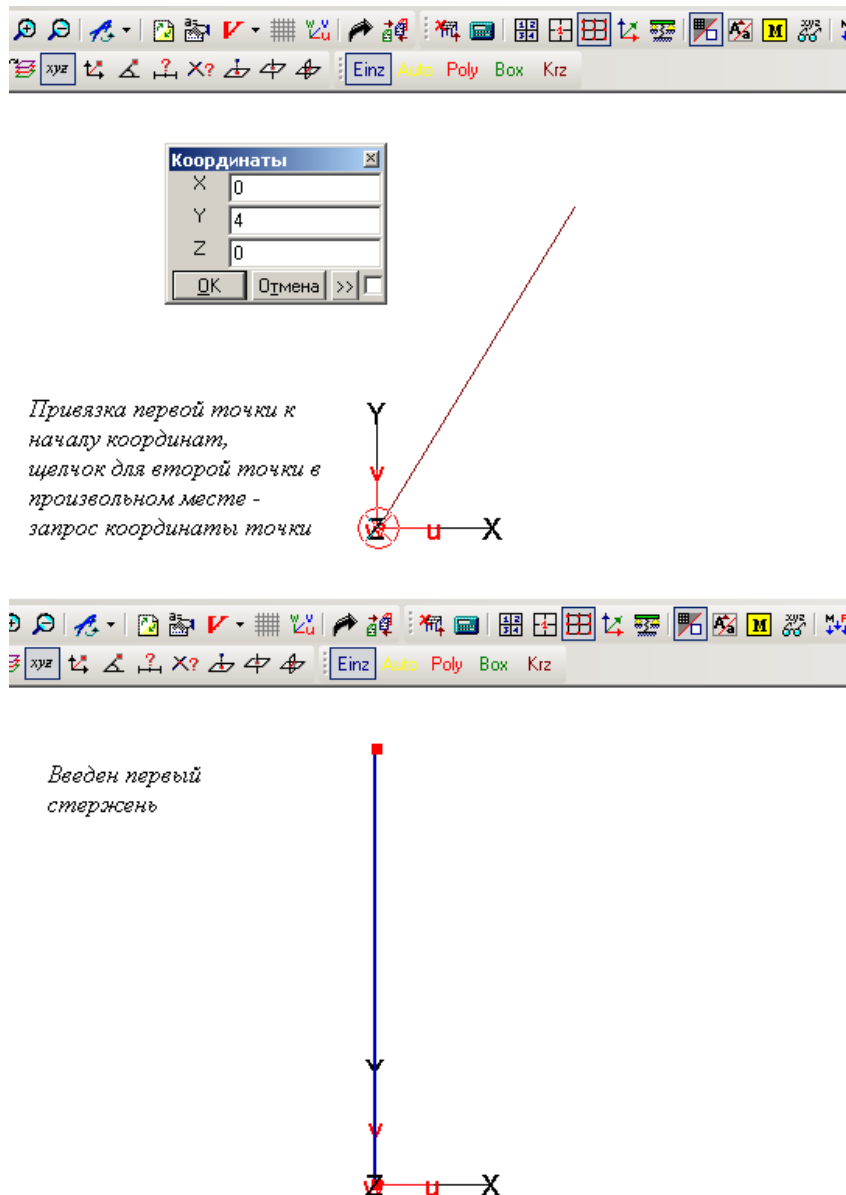 Einz Auto Poly Box Krz
Координаты
X 0
Y 4
Z 0
OK Отмена >>
Привязка первой точки к
началу координат,
щелчок для второй точки в
произвольном месте -
запрос координаты точки
Y
v
Z u X
Einz Auto Poly Box Krz
Введен первый
стержень
Y
v
Z u X